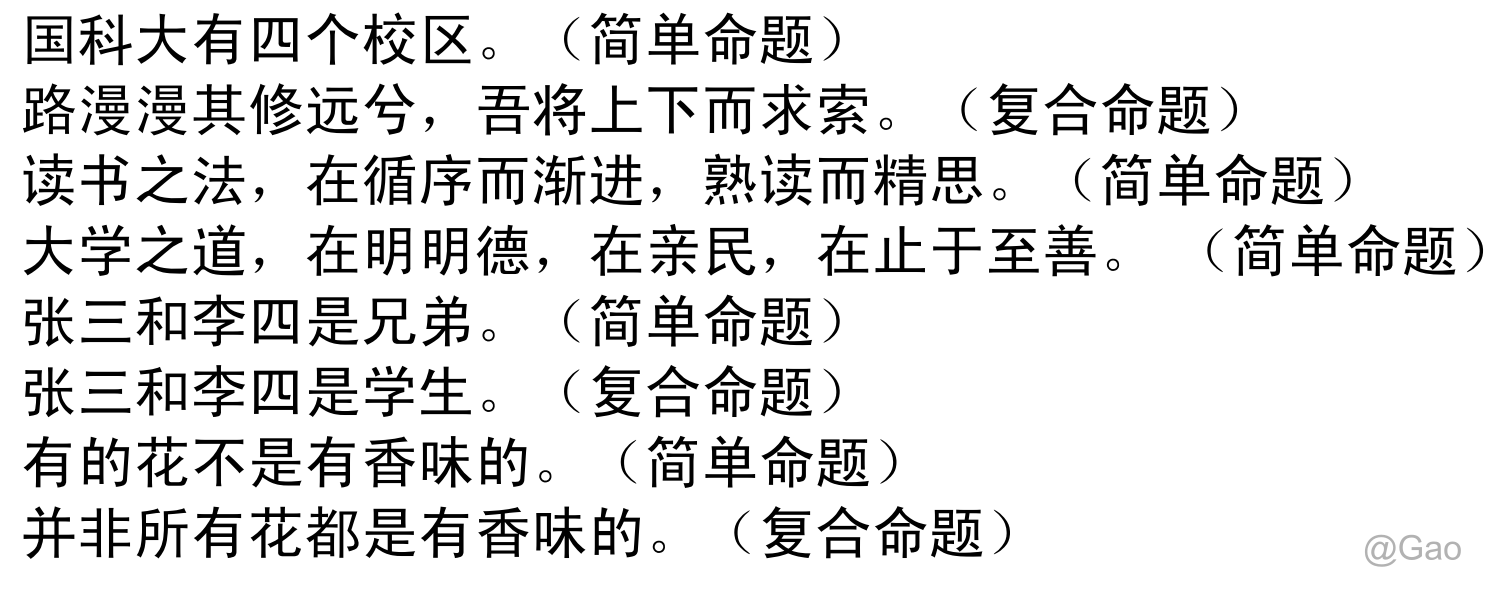 国科大有四个校区。（简单命题）
路漫漫其修远兮，吾将上下而求索。（复合命题）
读书之法，在循序而渐进，熟读而精思。（简单命题）
大学之道，在明明德，在亲民，在止于至善。（简单命题）
张三和李四是兄弟。（简单命题）
张三和李四是学生。（复合命题）
有的花不是有香味的。（简单命题）
并非所有花都是有香味的。（复合命题）
@Gao